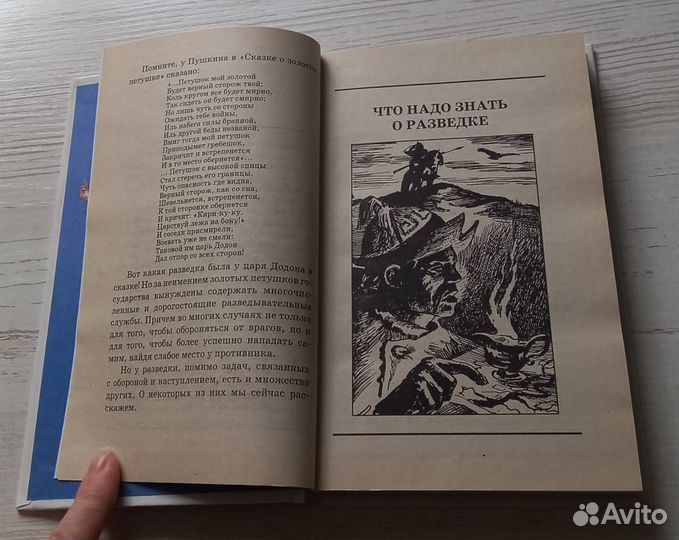 Помните, у Пушкина в «Сказке о золотом
петушке» сказано:
«...Петушок мой золотой
Будет верный сторож твой:
Коль кругом все будет мирно,
Так сидеть он будет смирно;
Но лишь чуть со стороны
Ожидать тебе войны,
Иль набега силы бранной,
Иль другой беды незваной,
Вмиг тогда мой петушок
Приподымет гребешок,
Закричит и встрепенется
И в то место обернется»...
... Петушок с высокой спицы
Стал стеречь его границы.
Чуть опасность где видна,
Верный сторож, как со сна,
Шевельнется, встрепенется,
К той сторонке обернется
И кричит: «Кири-ку-ку.
Царствуй лежа на боку!»
И соседи присмирели,
Воевать уже не смели:
Таковой им царь Додон
Дал отпор со всех сторон!
Вот какая разведка была у царя Додона в
сказке! Но за неимением золотых петушков го-
сударства вынуждены содержать многочис-
ленные и дорогостоящие разведывательные
службы. Причем во многих случаях не только
для того, чтобы обороняться от врагов, но и
для того, чтобы более успешно нападать са-
мим, найдя слабое место у противника.
Но у разведки, помимо задач, связанных
с обороной и наступлением, есть и множество
других. О некоторых из них мы сейчас рас-
скажем.
ЧТО НАДО ЗНАТЬ
О РАЗВЕДКЕ
Avito